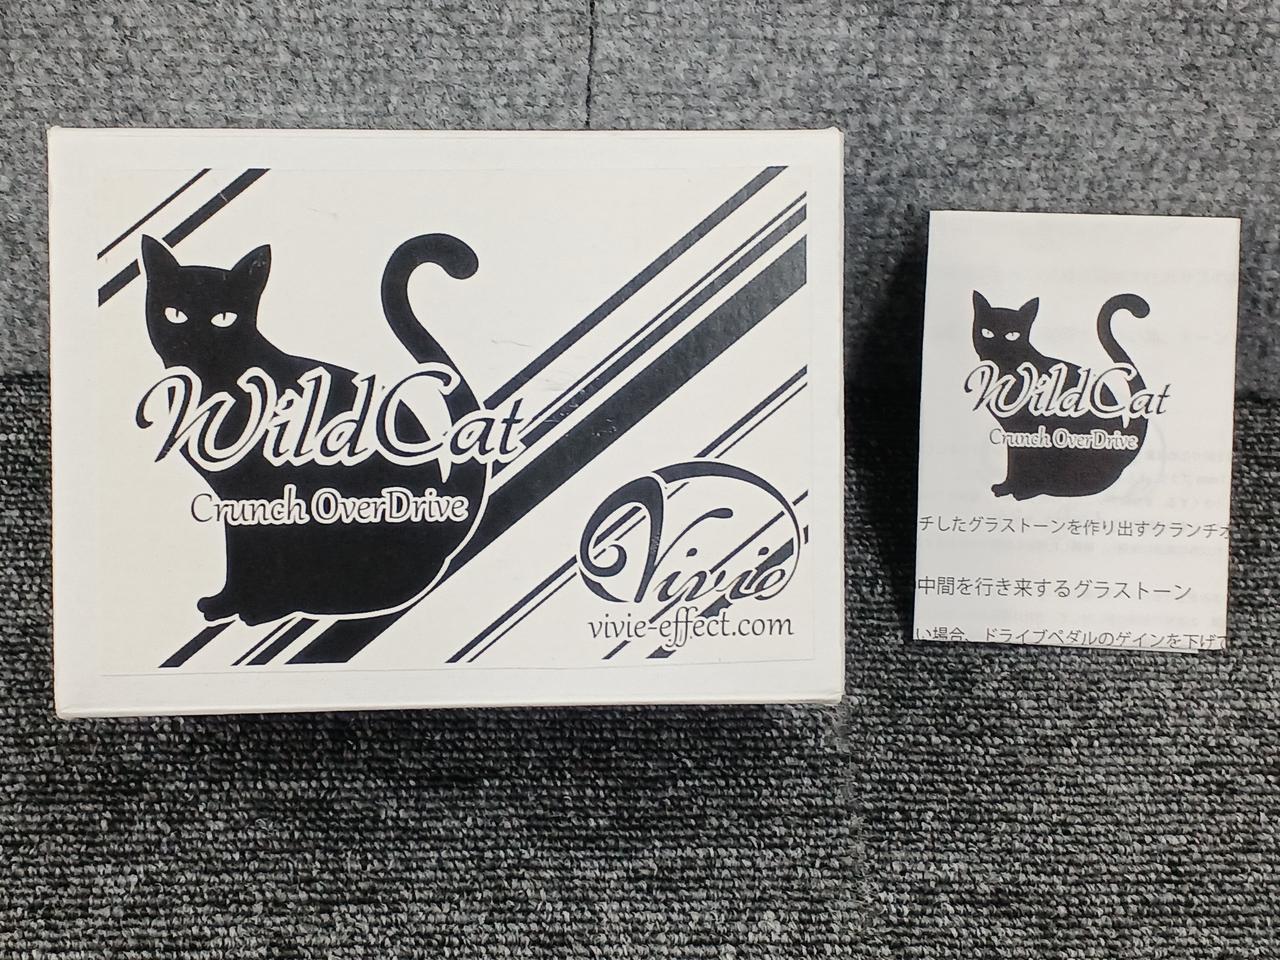 WildCat
Crunch OverDrive
Vivie
vivie-effect.com
WildCat
Crunch OverDrive
チしたグラストーンを作り出すクランチオ
中間を行き来するグラストーン
い場合、ドライブペダルのゲインを下げて